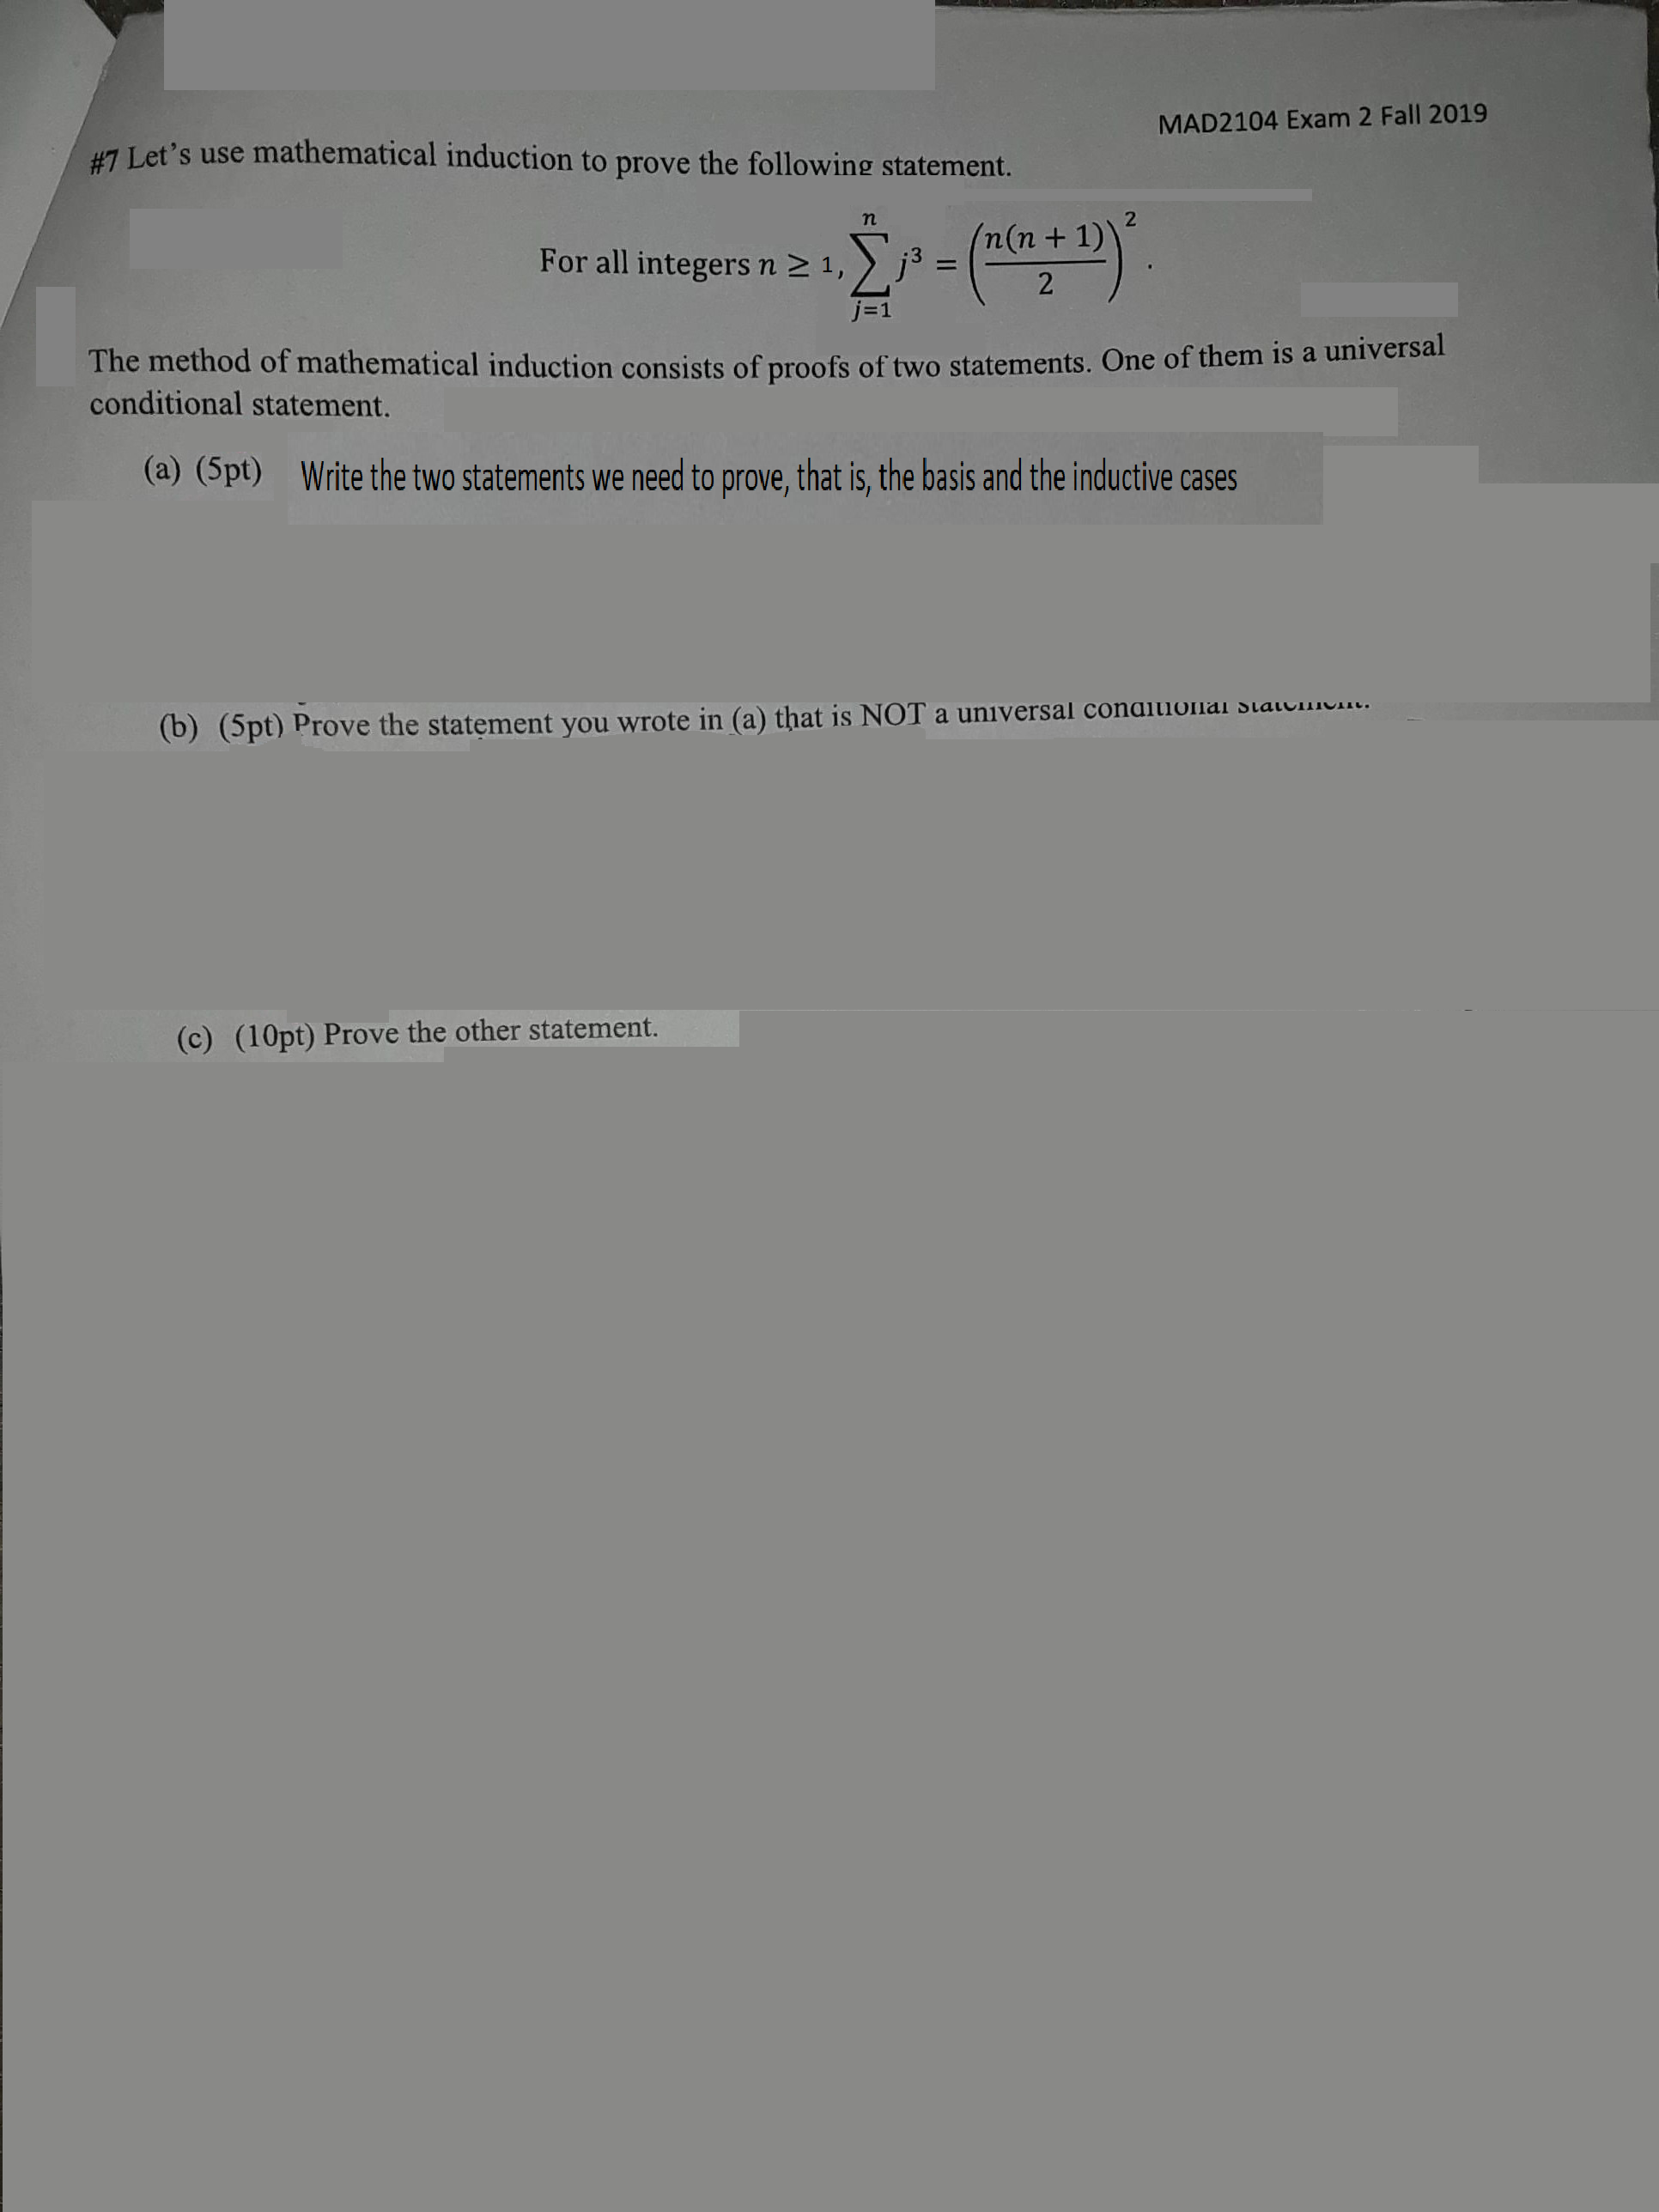 MAD2104 Exam 2 Fall 2019
#7 Let's use mathematical induction to prove the following statement.
For all integers n ≥ 1, \sum_{j=1}^{n} j^3 = \left(\frac{n(n+1)}{2}\right)^2.
The method of mathematical induction consists of proofs of two statements. One of them is a universal
conditional statement.
(a) (5pt) Write the two statements we need to prove, that is, the basis and the inductive cases
(b) (5pt) Prove the statement you wrote in (a) that is NOT a universal conditional statement.
(c) (10pt) Prove the other statement.